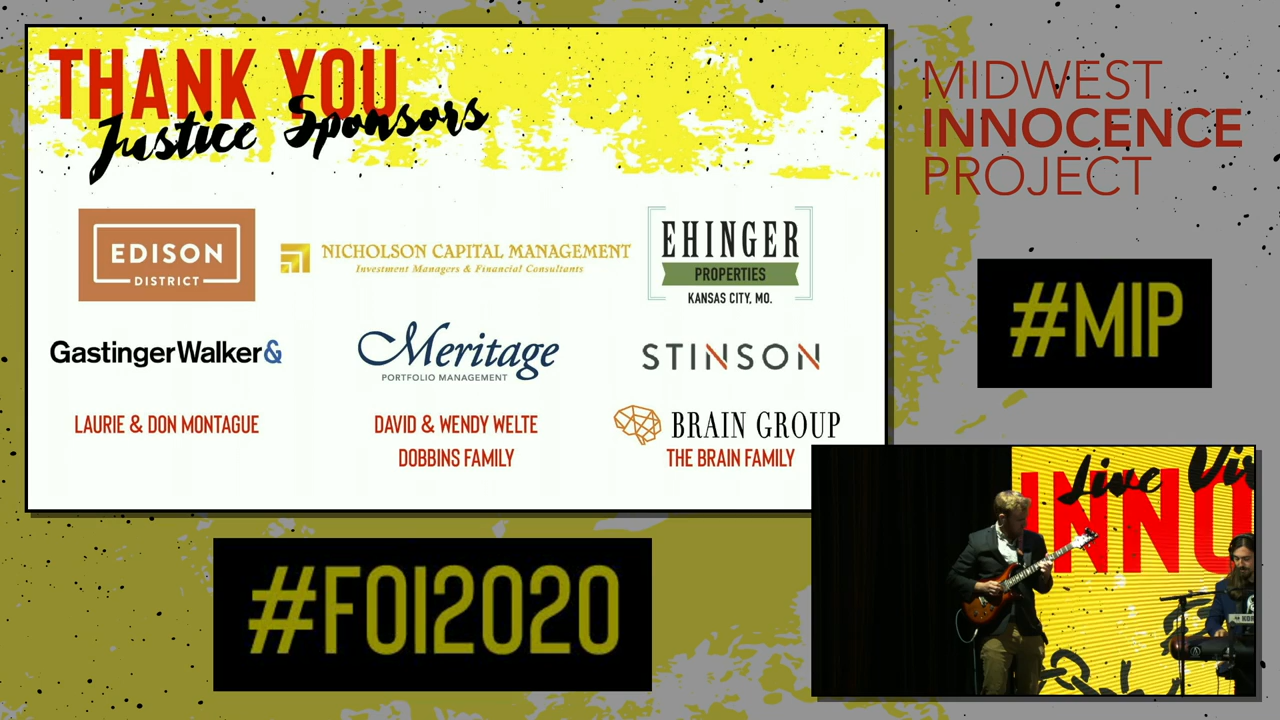 THANK YOU
Justice Sponsors
MIDWEST
INNOCENCE
PROJECT
EDISON
DISTRICT
NICHOLSON CAPITAL MANAGEMENT
Investment Managers & Financial Consultants
EHINGER
PROPERTIES
KANSAS CITY, MO.
#MIP
GastingerWalker&
Meritage
PORTFOLIO MANAGEMENT
STINSON
LAURIE & DON MONTAGUE
DAVID & WENDY WELTE
DOBBINS FAMILY
BRAIN GROUP
THE BRAIN FAMILY
#FOI2020
Live
INNO